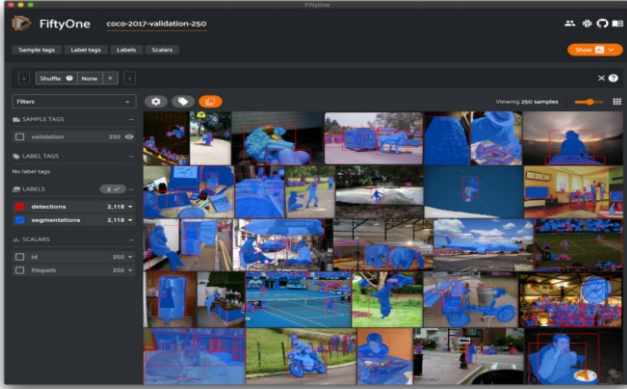 FiftyOne
FiftyOne
coco-2017-validation-250
Sample tags
Label tags
Labels
Scalars
Show
Shuffle
None
Filters
Viewing 250 samples
SAMPLE TAGS
validation 250
LABEL TAGS
No label tags
LABELS 2
detections 2,118
segmentations 2,118
SCALARS
id 250
filepath 250